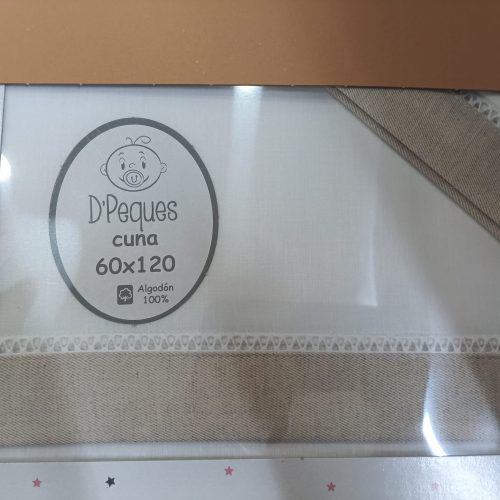 D'Peques
cuna
60x120
Algodón
100%